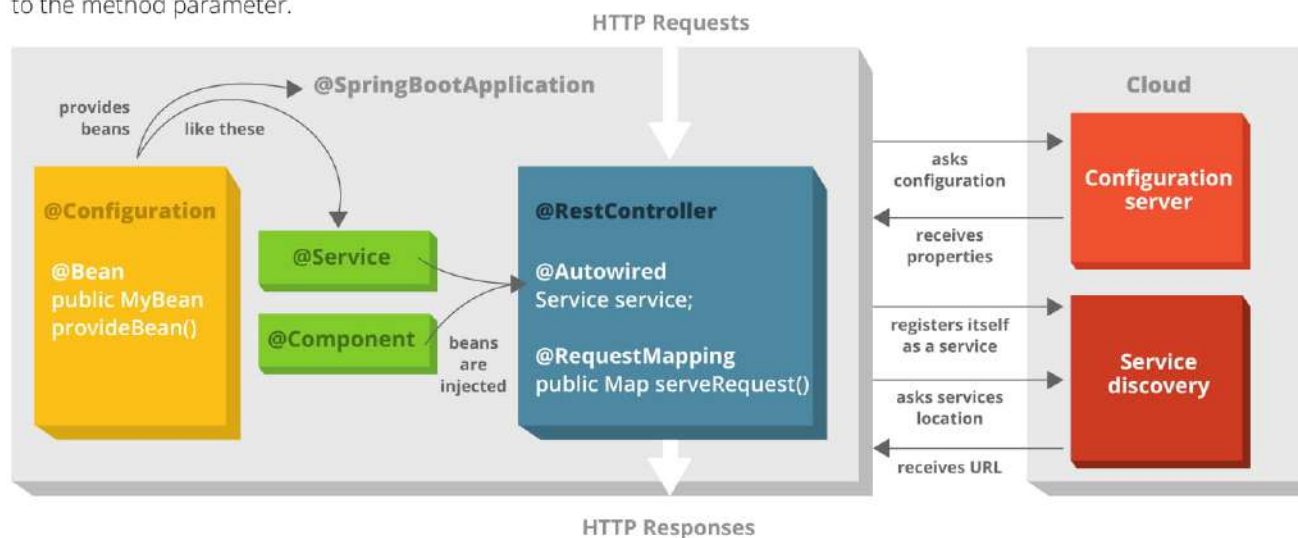 to the method parameter.
HTTP Requests
@SpringBootApplication
provides
beans
like these
@Configuration
@Bean
public MyBean
provideBean()
@Service
@Component
beans
are
injected
@RestController
@Autowired
Service service;
@RequestMapping
public Map serveRequest()
HTTP Responses
asks
configuration
receives
properties
registers itself
as a service
asks services
location
receives URL
Cloud
Configuration
server
Service
discovery